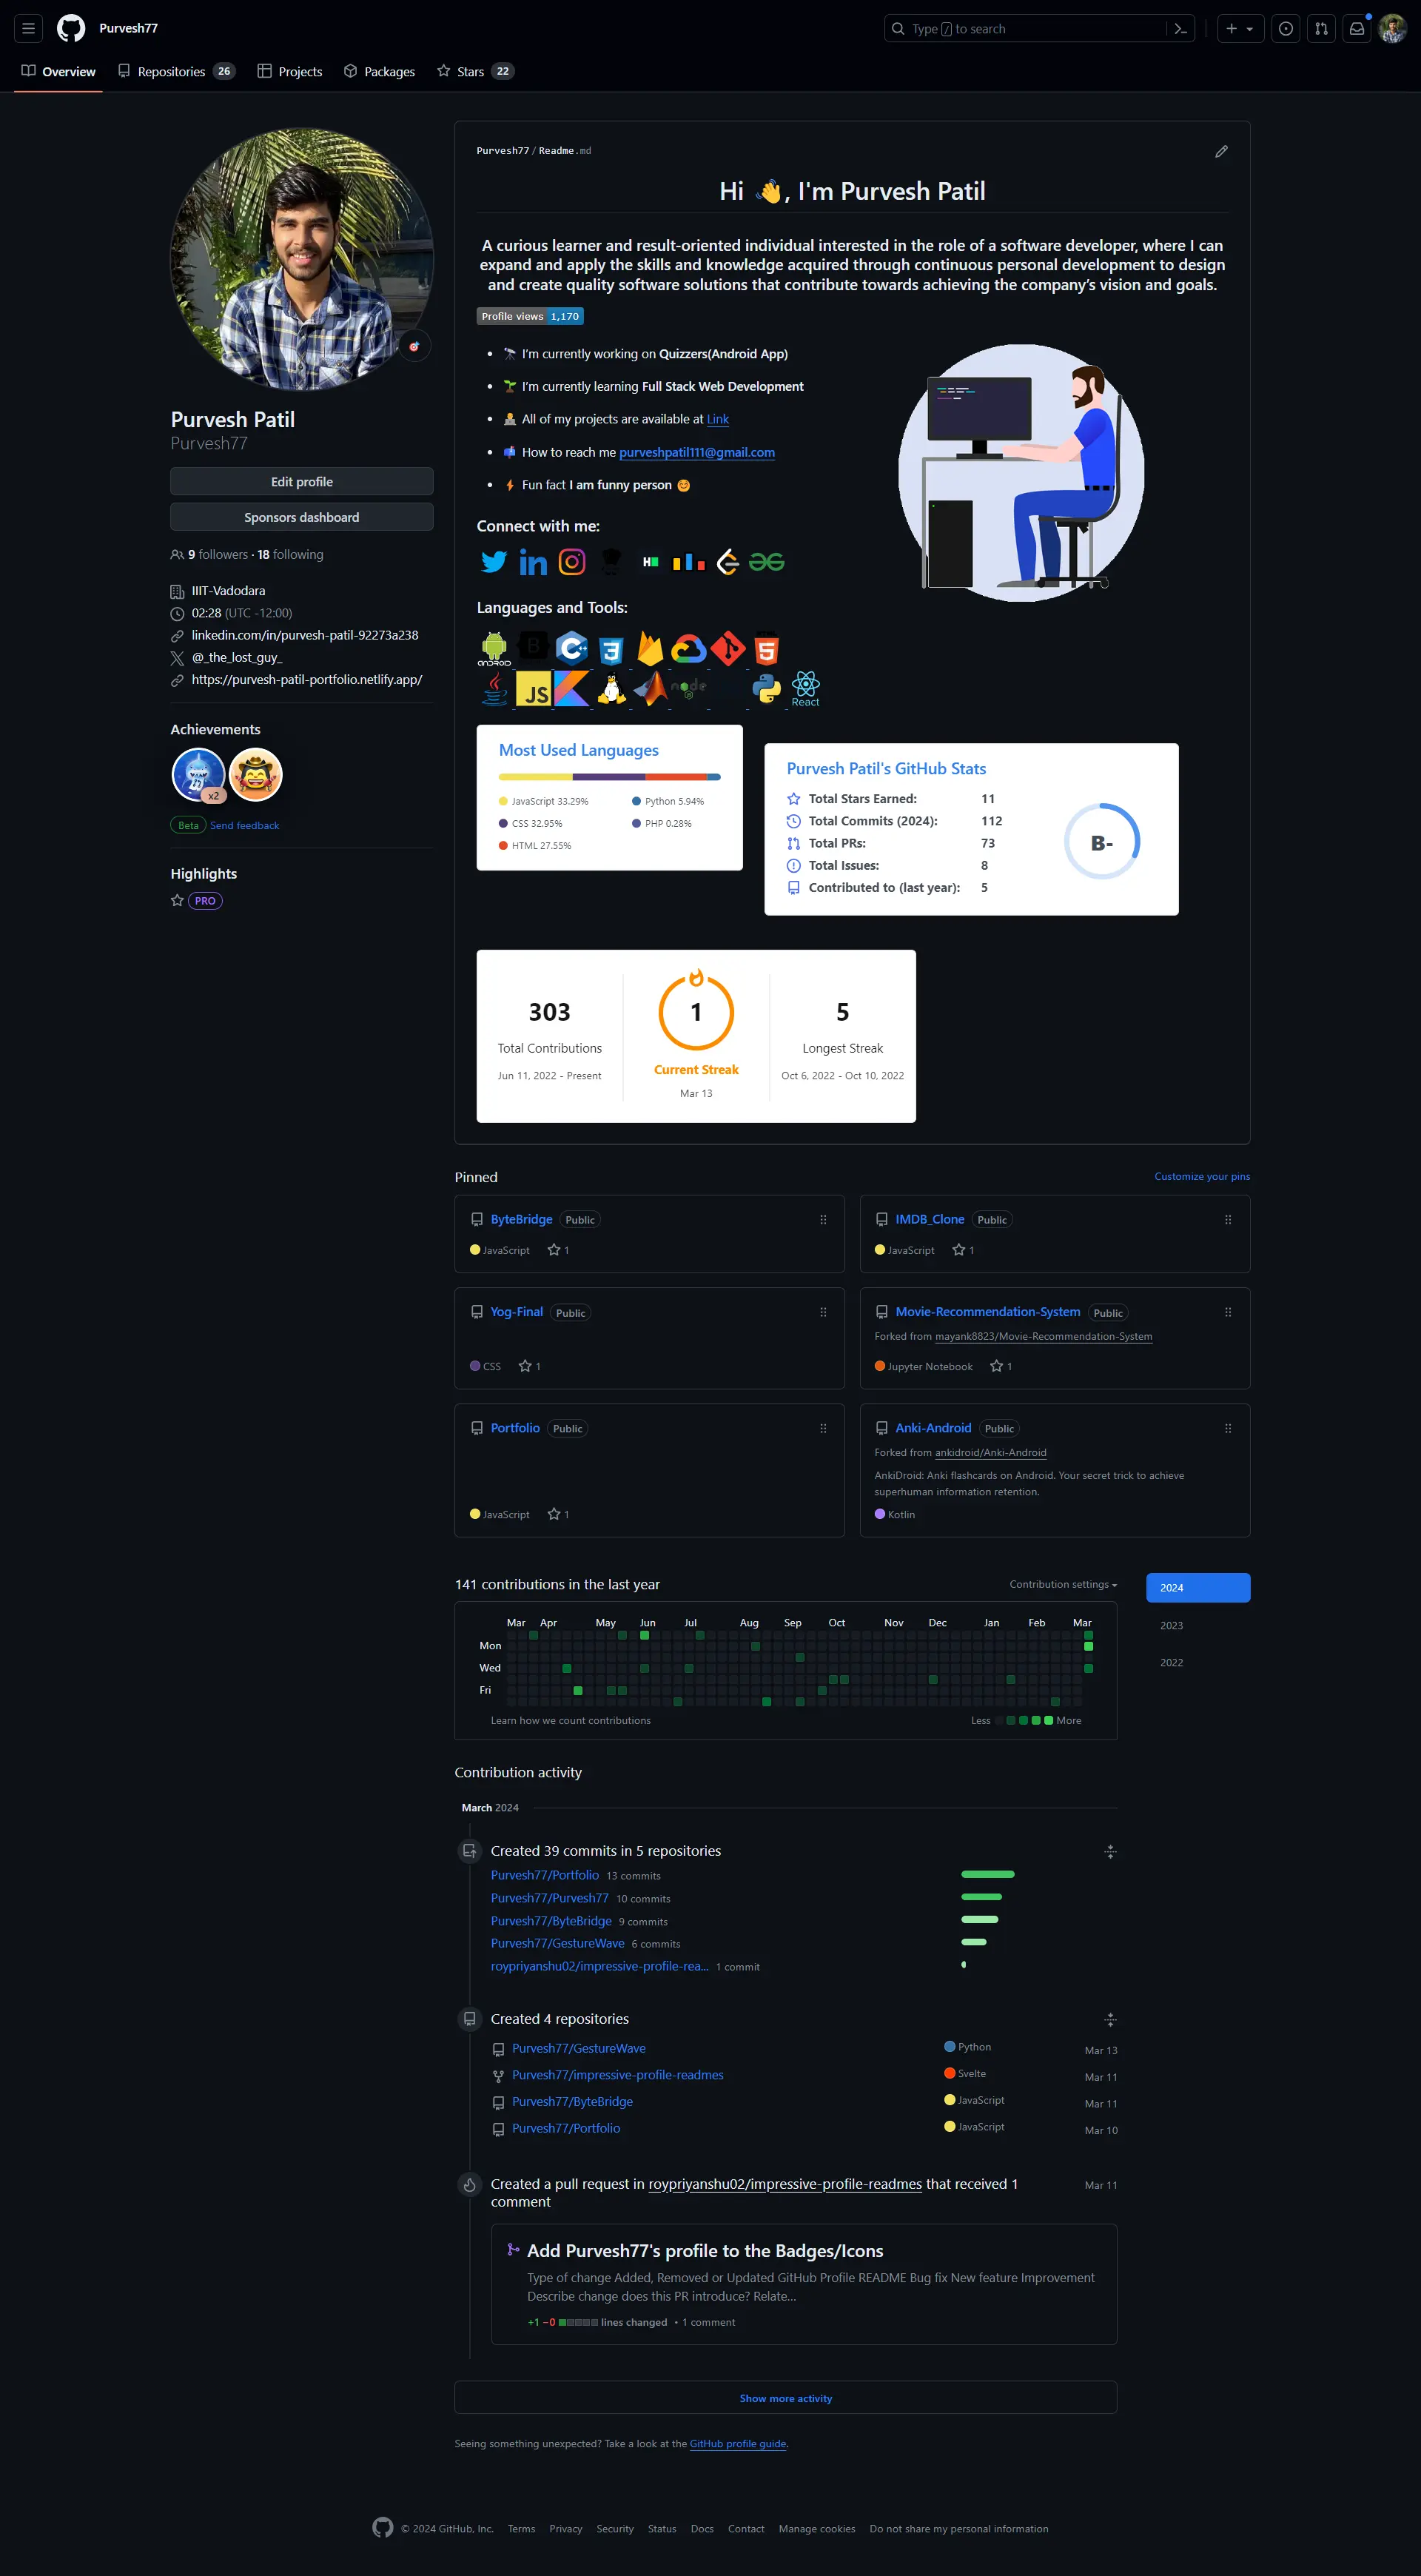 Purvesh77
Type / to search
Overview
Repositories 26
Projects
Packages
Stars 22
Purvesh77/Readme.md
Hi 👋, I'm Purvesh Patil
A curious learner and result-oriented individual interested in the role of a software developer, where I can
expand and apply the skills and knowledge acquired through continuous personal development to design
and create quality software solutions that contribute towards achieving the company's vision and goals.
Profile views 1,170
🔭 I'm currently working on Quizzers(Android App)
🌱 I'm currently learning Full Stack Web Development
👨‍💻 All of my projects are available at Link
📫 How to reach me purveshpatil111@gmail.com
⚡ Fun fact I am funny person 😊
Connect with me:
Languages and Tools:
ANDROID
B
C++
3
5
JS
node
React
Purvesh Patil
Purvesh77
Edit profile
Sponsors dashboard
9 followers · 18 following
IIIT-Vadodara
02:28 (UTC -12:00)
linkedin.com/in/purvesh-patil-92273a238
@_the_lost_guy_
https://purvesh-patil-portfolio.netlify.app/
Achievements
x2
Beta Send feedback
Highlights
PRO
Most Used Languages
JavaScript 33.29%
Python 5.94%
CSS 32.95%
PHP 0.28%
HTML 27.55%
Purvesh Patil's GitHub Stats
Total Stars Earned: 11
Total Commits (2024): 112
Total PRs: 73
Total Issues: 8
Contributed to (last year): 5
B-
303
Total Contributions
Jun 11, 2022 - Present
1
Current Streak
Mar 13
5
Longest Streak
Oct 6, 2022 - Oct 10, 2022
Pinned
Customize your pins
ByteBridge Public
JavaScript 1
IMDB_Clone Public
JavaScript 1
Yog-Final Public
CSS 1
Movie-Recommendation-System Public
Forked from mayank8823/Movie-Recommendation-System
Jupyter Notebook 1
Portfolio Public
JavaScript 1
Anki-Android Public
Forked from ankidroid/Anki-Android
AnkiDroid: Anki flashcards on Android. Your secret trick to achieve
superhuman information retention.
Kotlin
141 contributions in the last year
Contribution settings
2024
2023
2022
Mar Apr May Jun Jul Aug Sep Oct Nov Dec Jan Feb Mar
Mon
Wed
Fri
Learn how we count contributions
Less More
Contribution activity
March 2024
Created 39 commits in 5 repositories
Purvesh77/Portfolio 13 commits
Purvesh77/Purvesh77 10 commits
Purvesh77/ByteBridge 9 commits
Purvesh77/GestureWave 6 commits
roypriyanshu02/impressive-profile-rea... 1 commit
Created 4 repositories
Purvesh77/GestureWave Python Mar 13
Purvesh77/impressive-profile-readmes Svelte Mar 11
Purvesh77/ByteBridge JavaScript Mar 11
Purvesh77/Portfolio JavaScript Mar 10
Created a pull request in roypriyanshu02/impressive-profile-readmes that received 1
comment
Mar 11
Add Purvesh77's profile to the Badges/Icons
Type of change Added, Removed or Updated GitHub Profile README Bug fix New feature Improvement
Describe change does this PR introduce? Relate...
+1 −0 lines changed • 1 comment
Show more activity
Seeing something unexpected? Take a look at the GitHub profile guide.
© 2024 GitHub, Inc. Terms Privacy Security Status Docs Contact Manage cookies Do not share my personal information